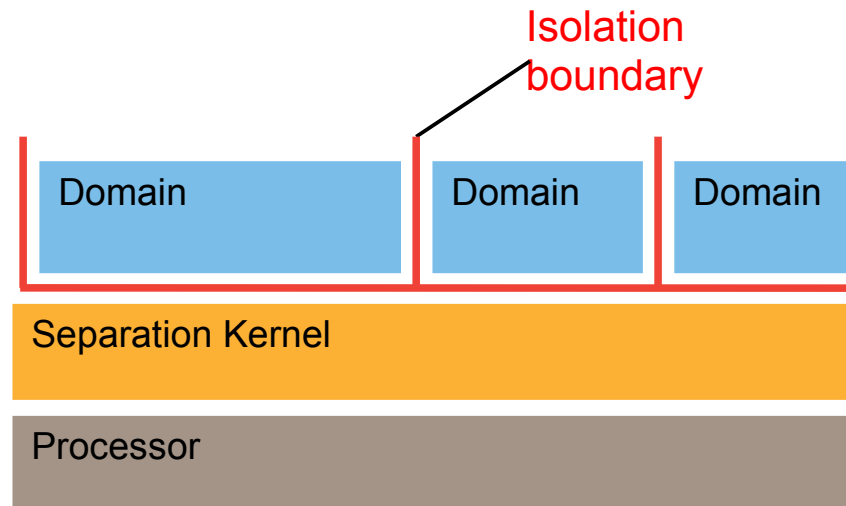 Isolation
boundary
Domain
Domain
Domain
Separation Kernel
Processor